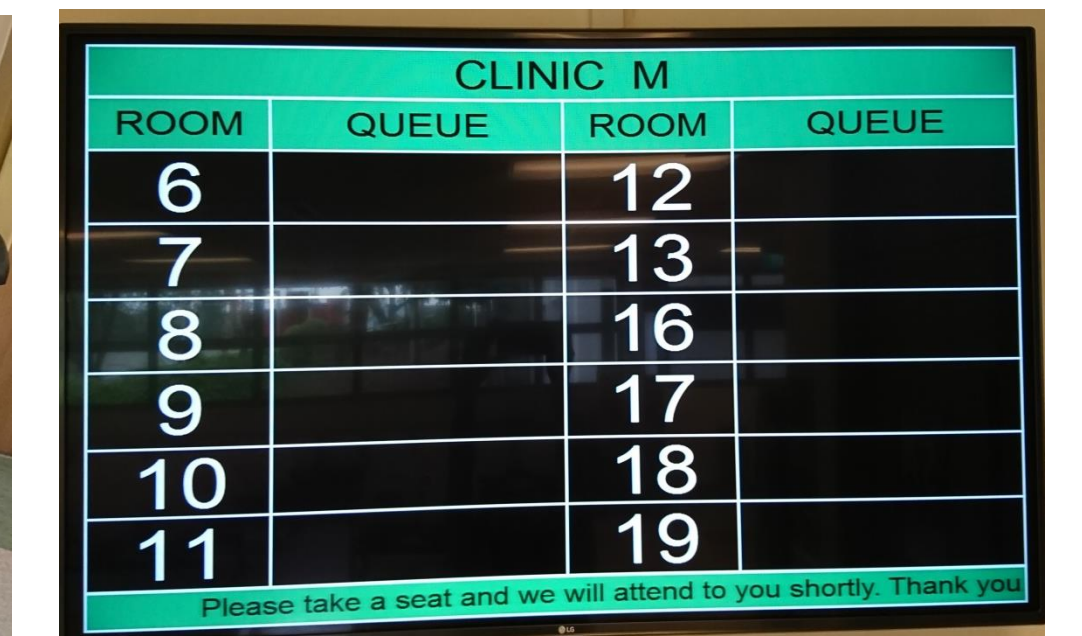 CLINIC M
ROOM QUEUE ROOM QUEUE
6 12
7 13
8 16
9 17
10 18
11 19
Please take a seat and we will attend to you shortly. Thank you
LG